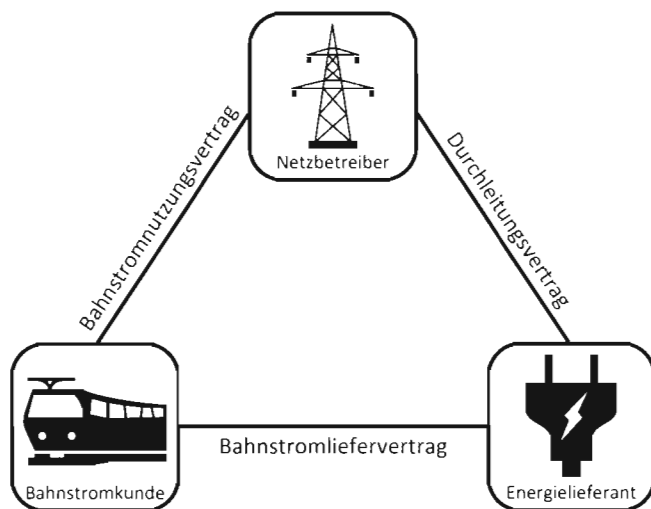 Netzbetreiber
Bahnstromnutzungsvertrag
Durchleitungsvertrag
Bahnstromliefervertrag
Bahnstromkunde
Energielieferant